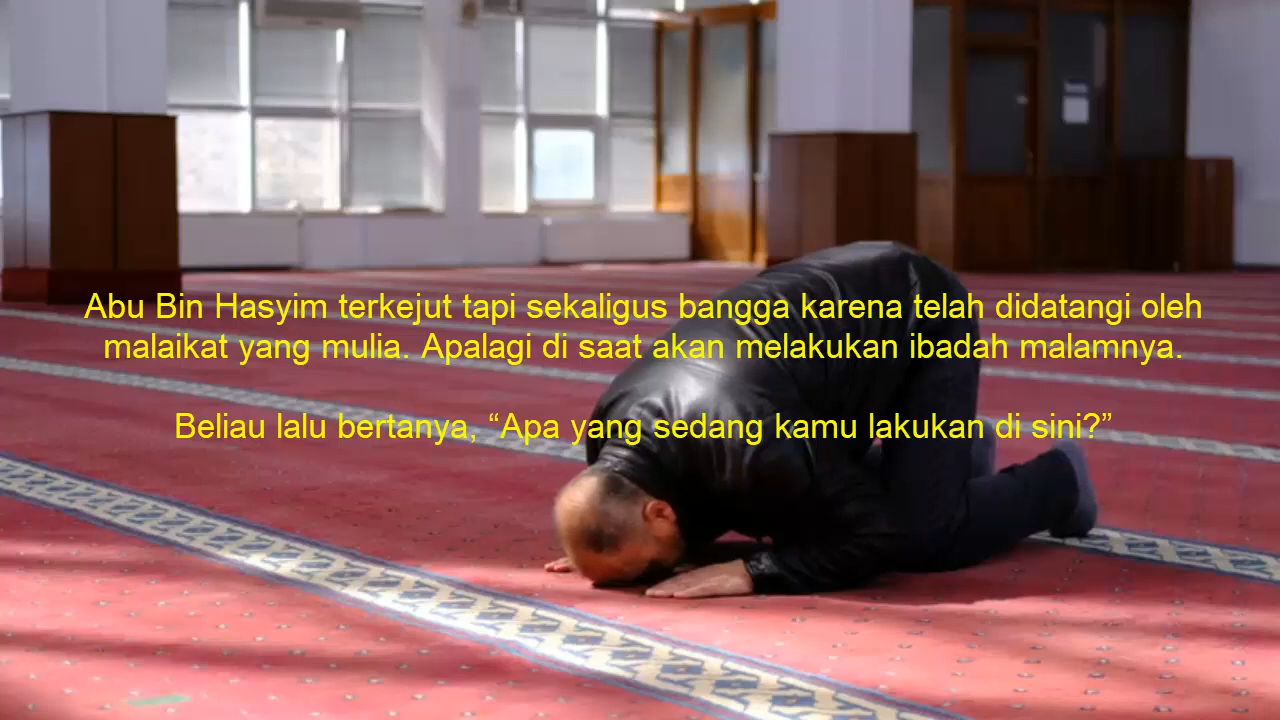 Abu Bin Hasyim terkejut tapi sekaligus bangga karena telah didatangi oleh
malaikat yang mulia. Apalagi di saat akan melakukan ibadah malamnya.
Beliau lalu bertanya, “Apa yang sedang kamu lakukan di sini?”